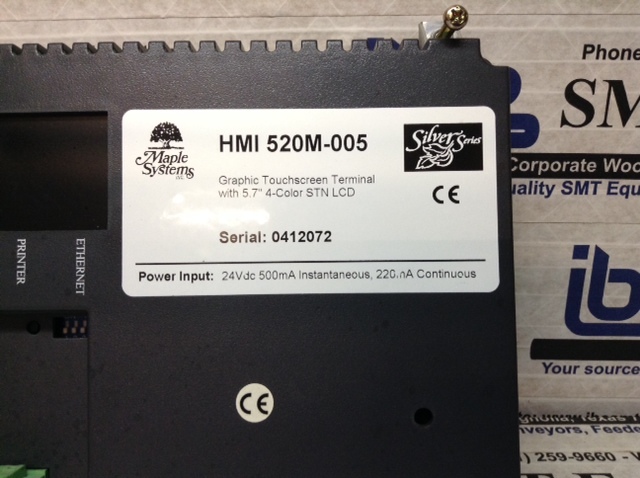 Maple
Systems
INC.
HMI 520M-005
Silver Series
Graphic Touchscreen Terminal
with 5.7" 4-Color STN LCD
CE
Serial: 0412072
Power Input: 24Vdc 500mA Instantaneous, 220mA Continuous
ETHERNET
PRINTER
CE
Phone
SM
Corporate Woo
uality SMT Equ
ib
Your source
nveyors, Feede
) 259-9660 - W